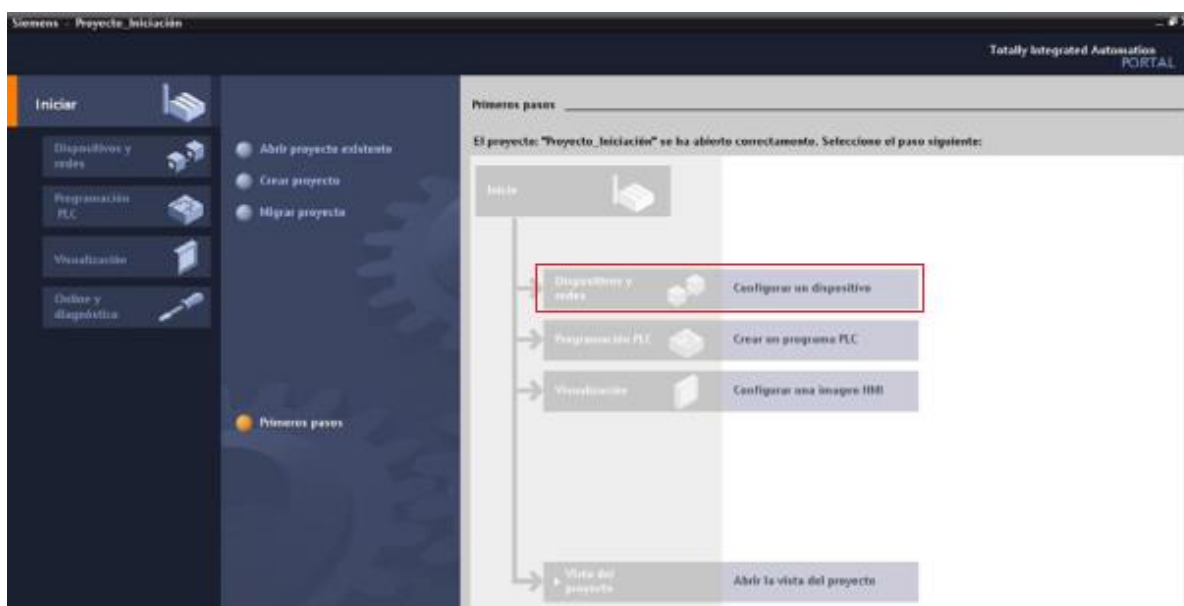 Siemens - Proyecto_Iniciación
Totally Integrated Automation
PORTAL
Iniciar
Dispositivos y
redes
Programación
PLC
Visualización
Online y
diagnóstico
Abrir proyecto existente
Crear proyecto
Migrar proyecto
Primeros pasos
Primeros pasos
El proyecto: "Proyecto_Iniciación" se ha abierto correctamente. Seleccione el paso siguiente:
Inicio
Dispositivos y
redes
Configurar un dispositivo
Programación PLC
Crear un programa PLC
Visualización
Configurar una imagen HMI
Vista del
proyecto
Abrir la vista del proyecto